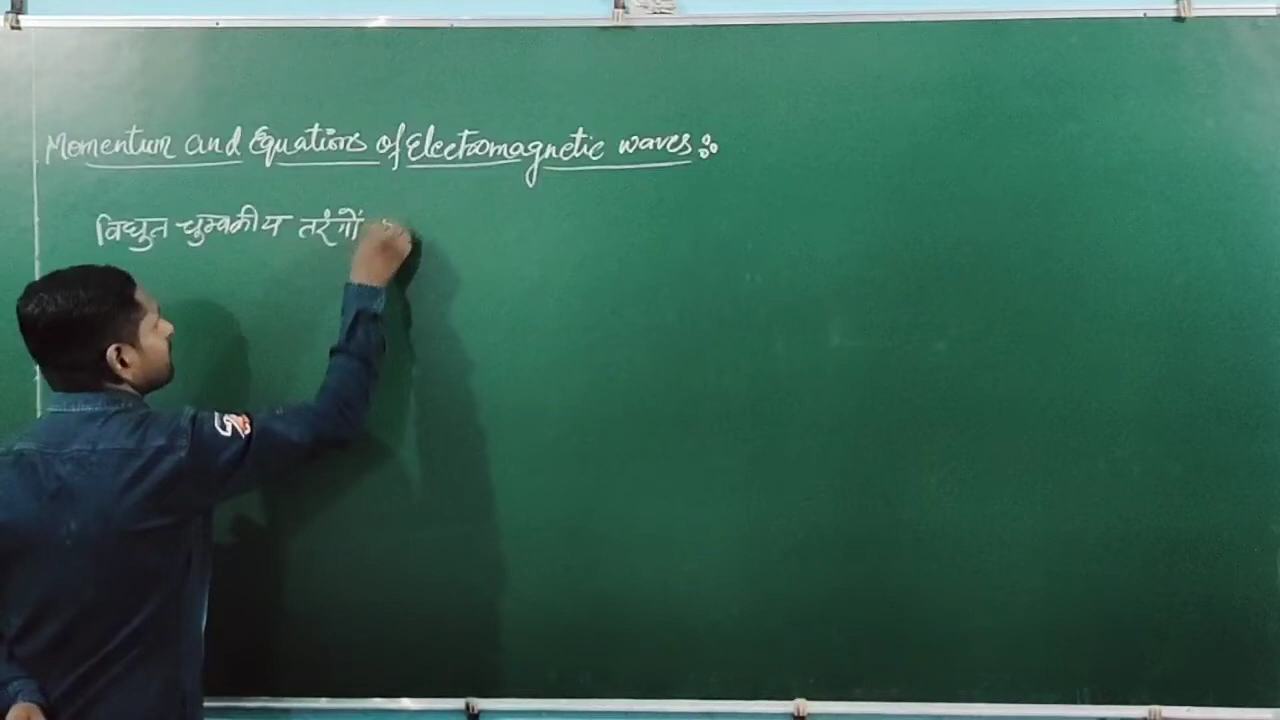 Momentum and Equations of Electromagnetic waves :-
विधुत चुम्बकीय तरंगों